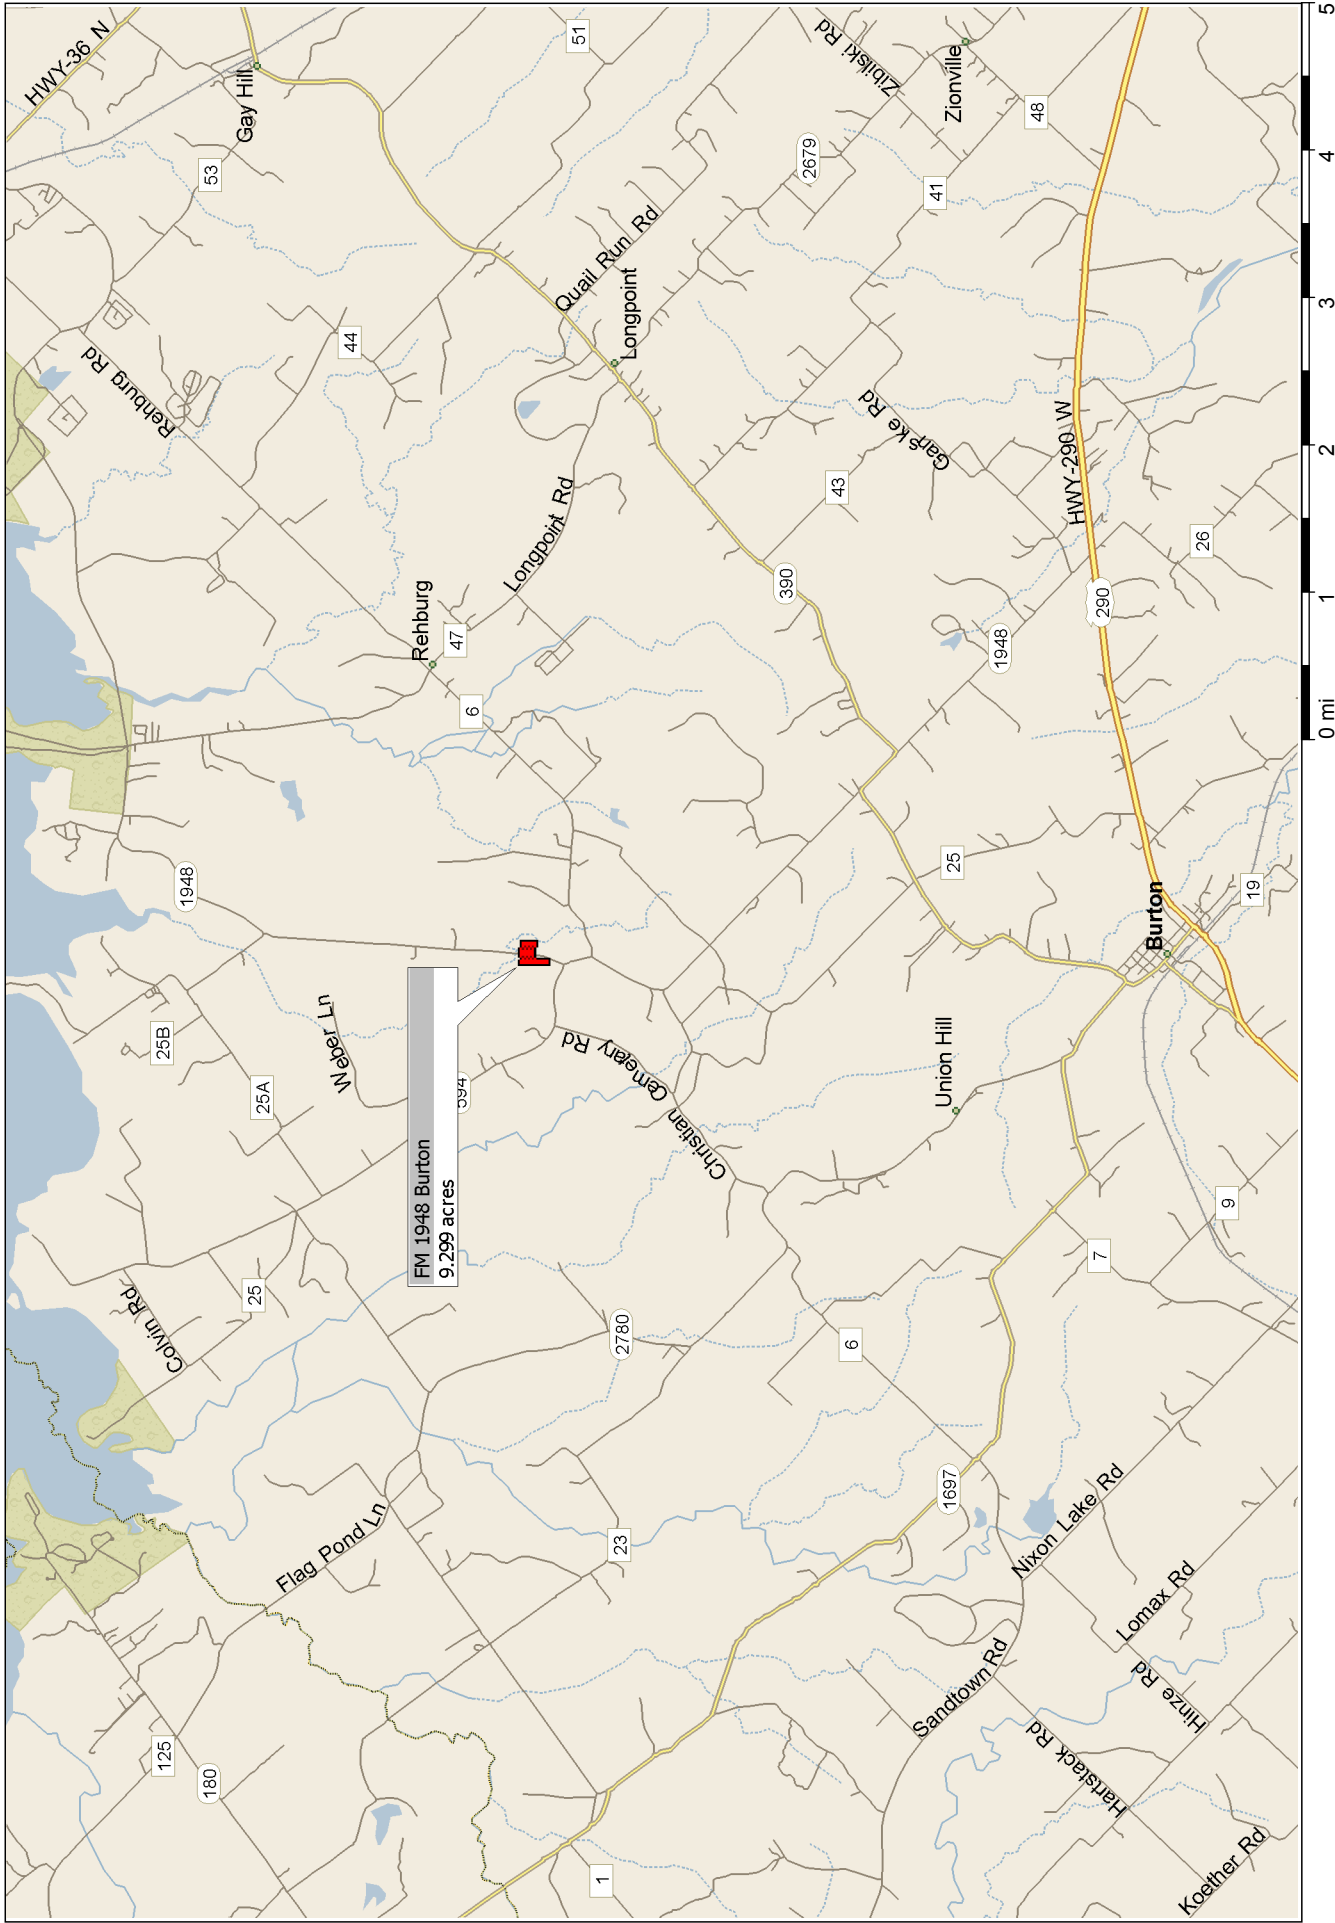 HWY-36 N
Gay Hill
53
51
Zibilski Rd
Zionville
48
2679
41
Quail Run Rd
Longpoint
44
Rehburg Rd
Garske Rd
43
HWY-290 W
26
Longpoint Rd
Rehburg
47
6
390
1948
290
1948
25
Burton
19
25B
25A
Weber Ln
594
FM 1948 Burton
9.299 acres
Christian Cemetary Rd
Union Hill
Colvin Rd
25
2780
6
7
9
Flag Pond Ln
23
1697
Nixon Lake Rd
Lomax Rd
Hinze Rd
Sandtown Rd
Hartstack Rd
Koether Rd
125
180
1
0 mi
1
2
3
4
5